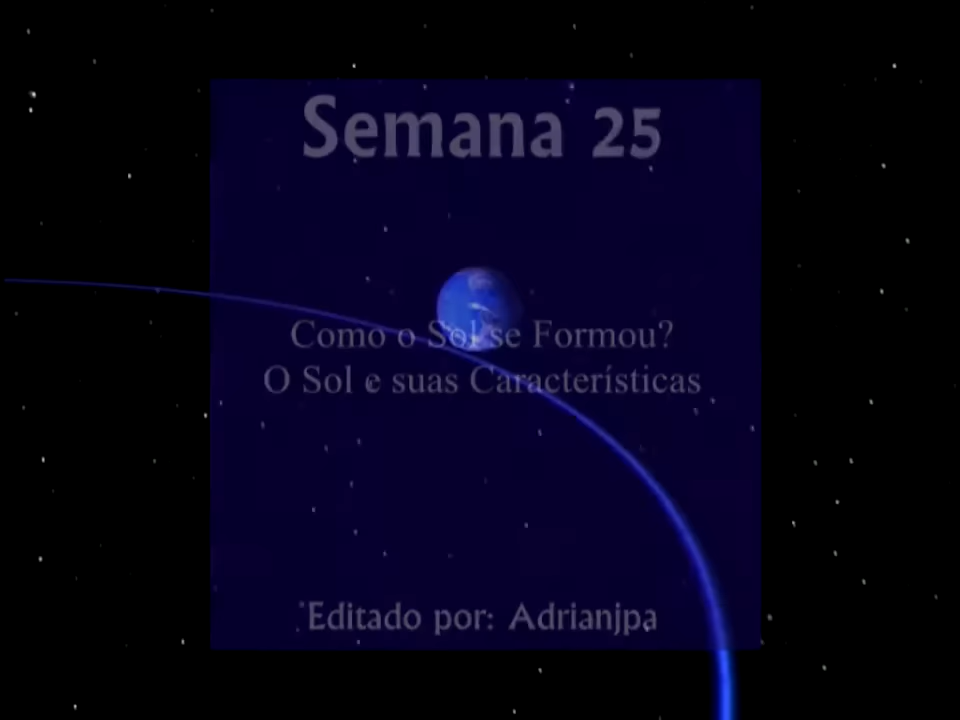 Semana 25
Como o Sol se Formou?
O Sol e suas Características
Editado por: Adrianjpa